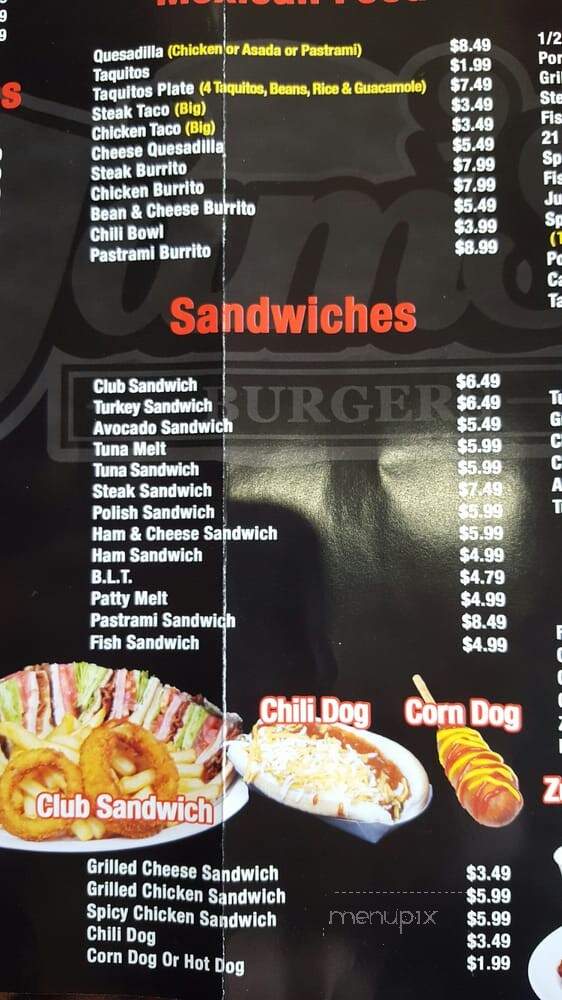 Mexican Food
Quesadilla (Chicken or Asada or Pastrami) $8.49
Taquitos $1.99
Taquitos Plate (4 Taquitos, Beans, Rice & Guacamole) $7.49
Steak Taco (Big) $3.49
Chicken Taco (Big) $3.49
Cheese Quesadilla $5.49
Steak Burrito $7.99
Chicken Burrito $7.99
Bean & Cheese Burrito $5.49
Chili Bowl $3.99
Pastrami Burrito $8.99
Sandwiches
BURGER
Club Sandwich $6.49
Turkey Sandwich $6.49
Avocado Sandwich $5.49
Tuna Melt $5.99
Tuna Sandwich $5.99
Steak Sandwich $7.49
Polish Sandwich $5.99
Ham & Cheese Sandwich $5.99
Ham Sandwich $4.99
B.L.T. $4.79
Patty Melt $4.99
Pastrami Sandwich $8.49
Fish Sandwich $4.99
Chili Dog
Corn Dog
Club Sandwich
Grilled Cheese Sandwich $3.49
Grilled Chicken Sandwich $5.99
Spicy Chicken Sandwich $5.99
Chili Dog $3.49
Corn Dog Or Hot Dog $1.99
menupix